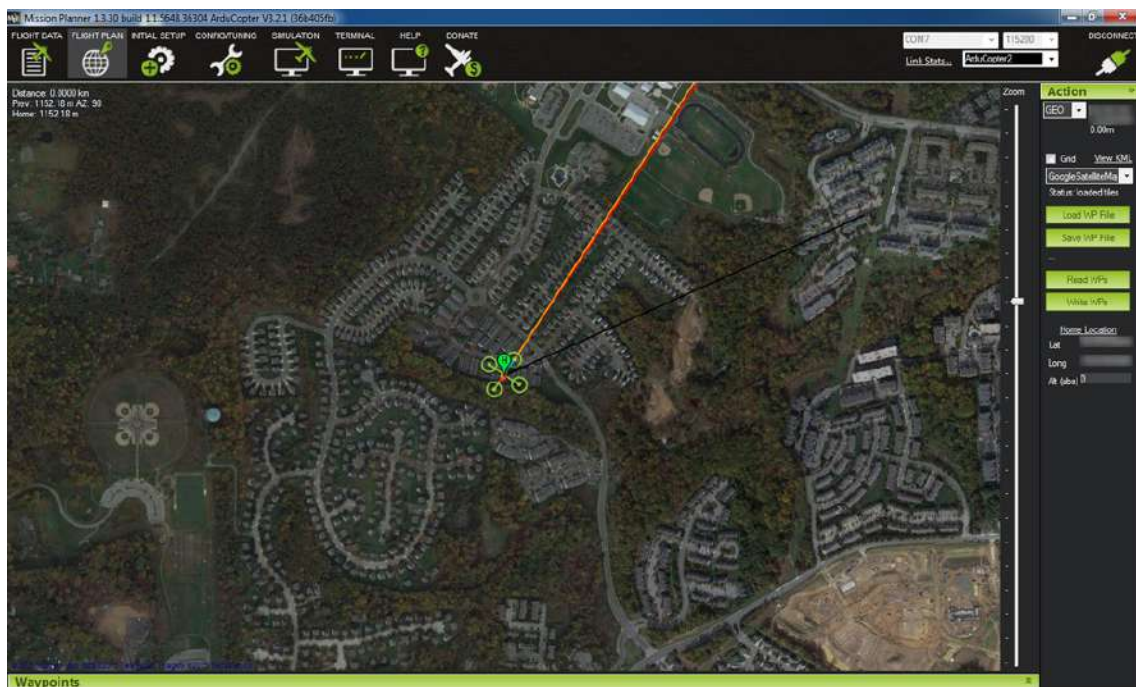 Mission Planner 1.3.30 build 1.1.5648.36304 ArduCopter V3.2.1 (36b405fb)
FLIGHT DATA FLIGHT PLAN INITIAL SETUP CONFIG/TUNING SIMULATION TERMINAL HELP DONATE
COM7 115200 DISCONNECT
Link Stats... ArduCopter2
Distance: 0.0000 km
Prev: 1152.18 m AZ: 90
Home: 1152.18 m
Zoom
Action
GEO
0.00m
Grid View KML
GoogleSatelliteMa
Status: loaded tiles
Load WP File
Save WP File
...
Read WPs
Write WPs
Home Location
Lat
Long
Alt (abs) 0
H
Waypoints